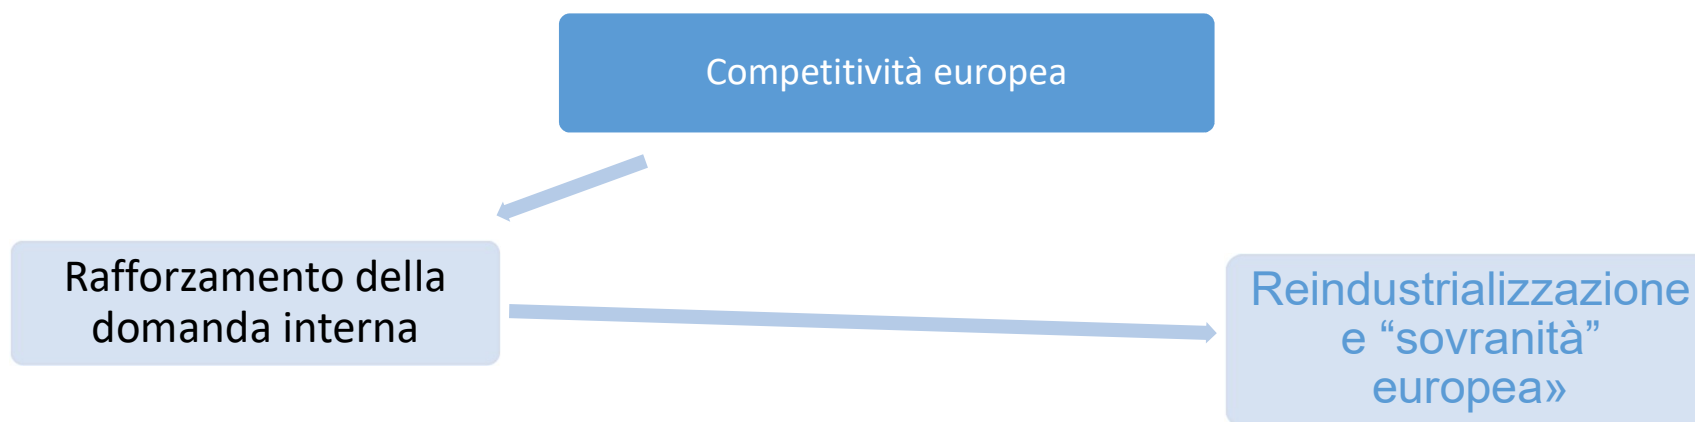 Competitività europea
Rafforzamento della
domanda interna
Reindustrializzazione
e “sovranità”
europea»